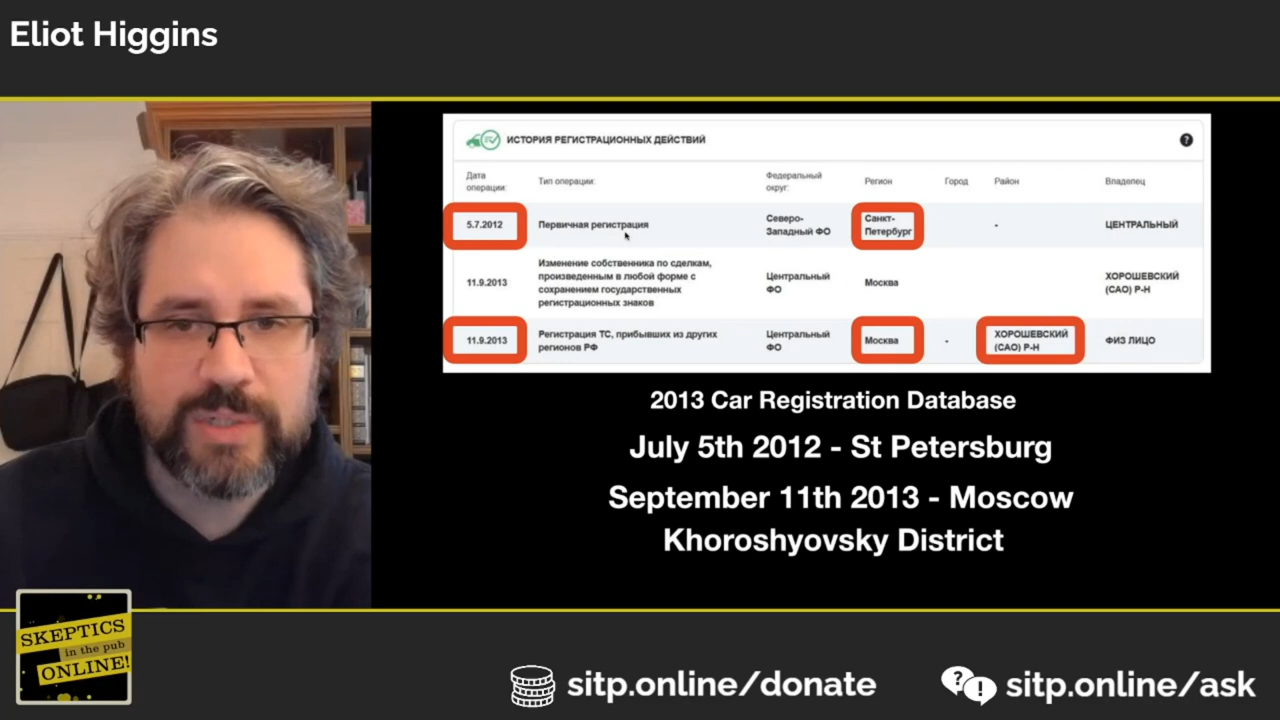 Eliot Higgins
ИСТОРИЯ РЕГИСТРАЦИОННЫХ ДЕЙСТВИЙ
?
Дата
операции:
Тип операции:
Федеральный
округ:
Регион
Город
Район
Владелец
5.7.2012
Первичная регистрация
Северо-
Западный ФО
Санкт-
Петербург
-
ЦЕНТРАЛЬНЫЙ
11.9.2013
Изменение собственника по сделкам,
произведенным в любой форме с
сохранением государственных
регистрационных знаков
Центральный
ФО
Москва
ХОРОШЕВСКИЙ
(САО) Р-Н
11.9.2013
Регистрация ТС, прибывших из других
регионов РФ
Центральный
ФО
Москва
-
ХОРОШЕВСКИЙ
(САО) Р-Н
ФИЗ ЛИЦО
2013 Car Registration Database
July 5th 2012 - St Petersburg
September 11th 2013 - Moscow
Khoroshyovsky District
SKEPTICS
in the pub
ONLINE!
sitp.online/donate
? !
sitp.online/ask